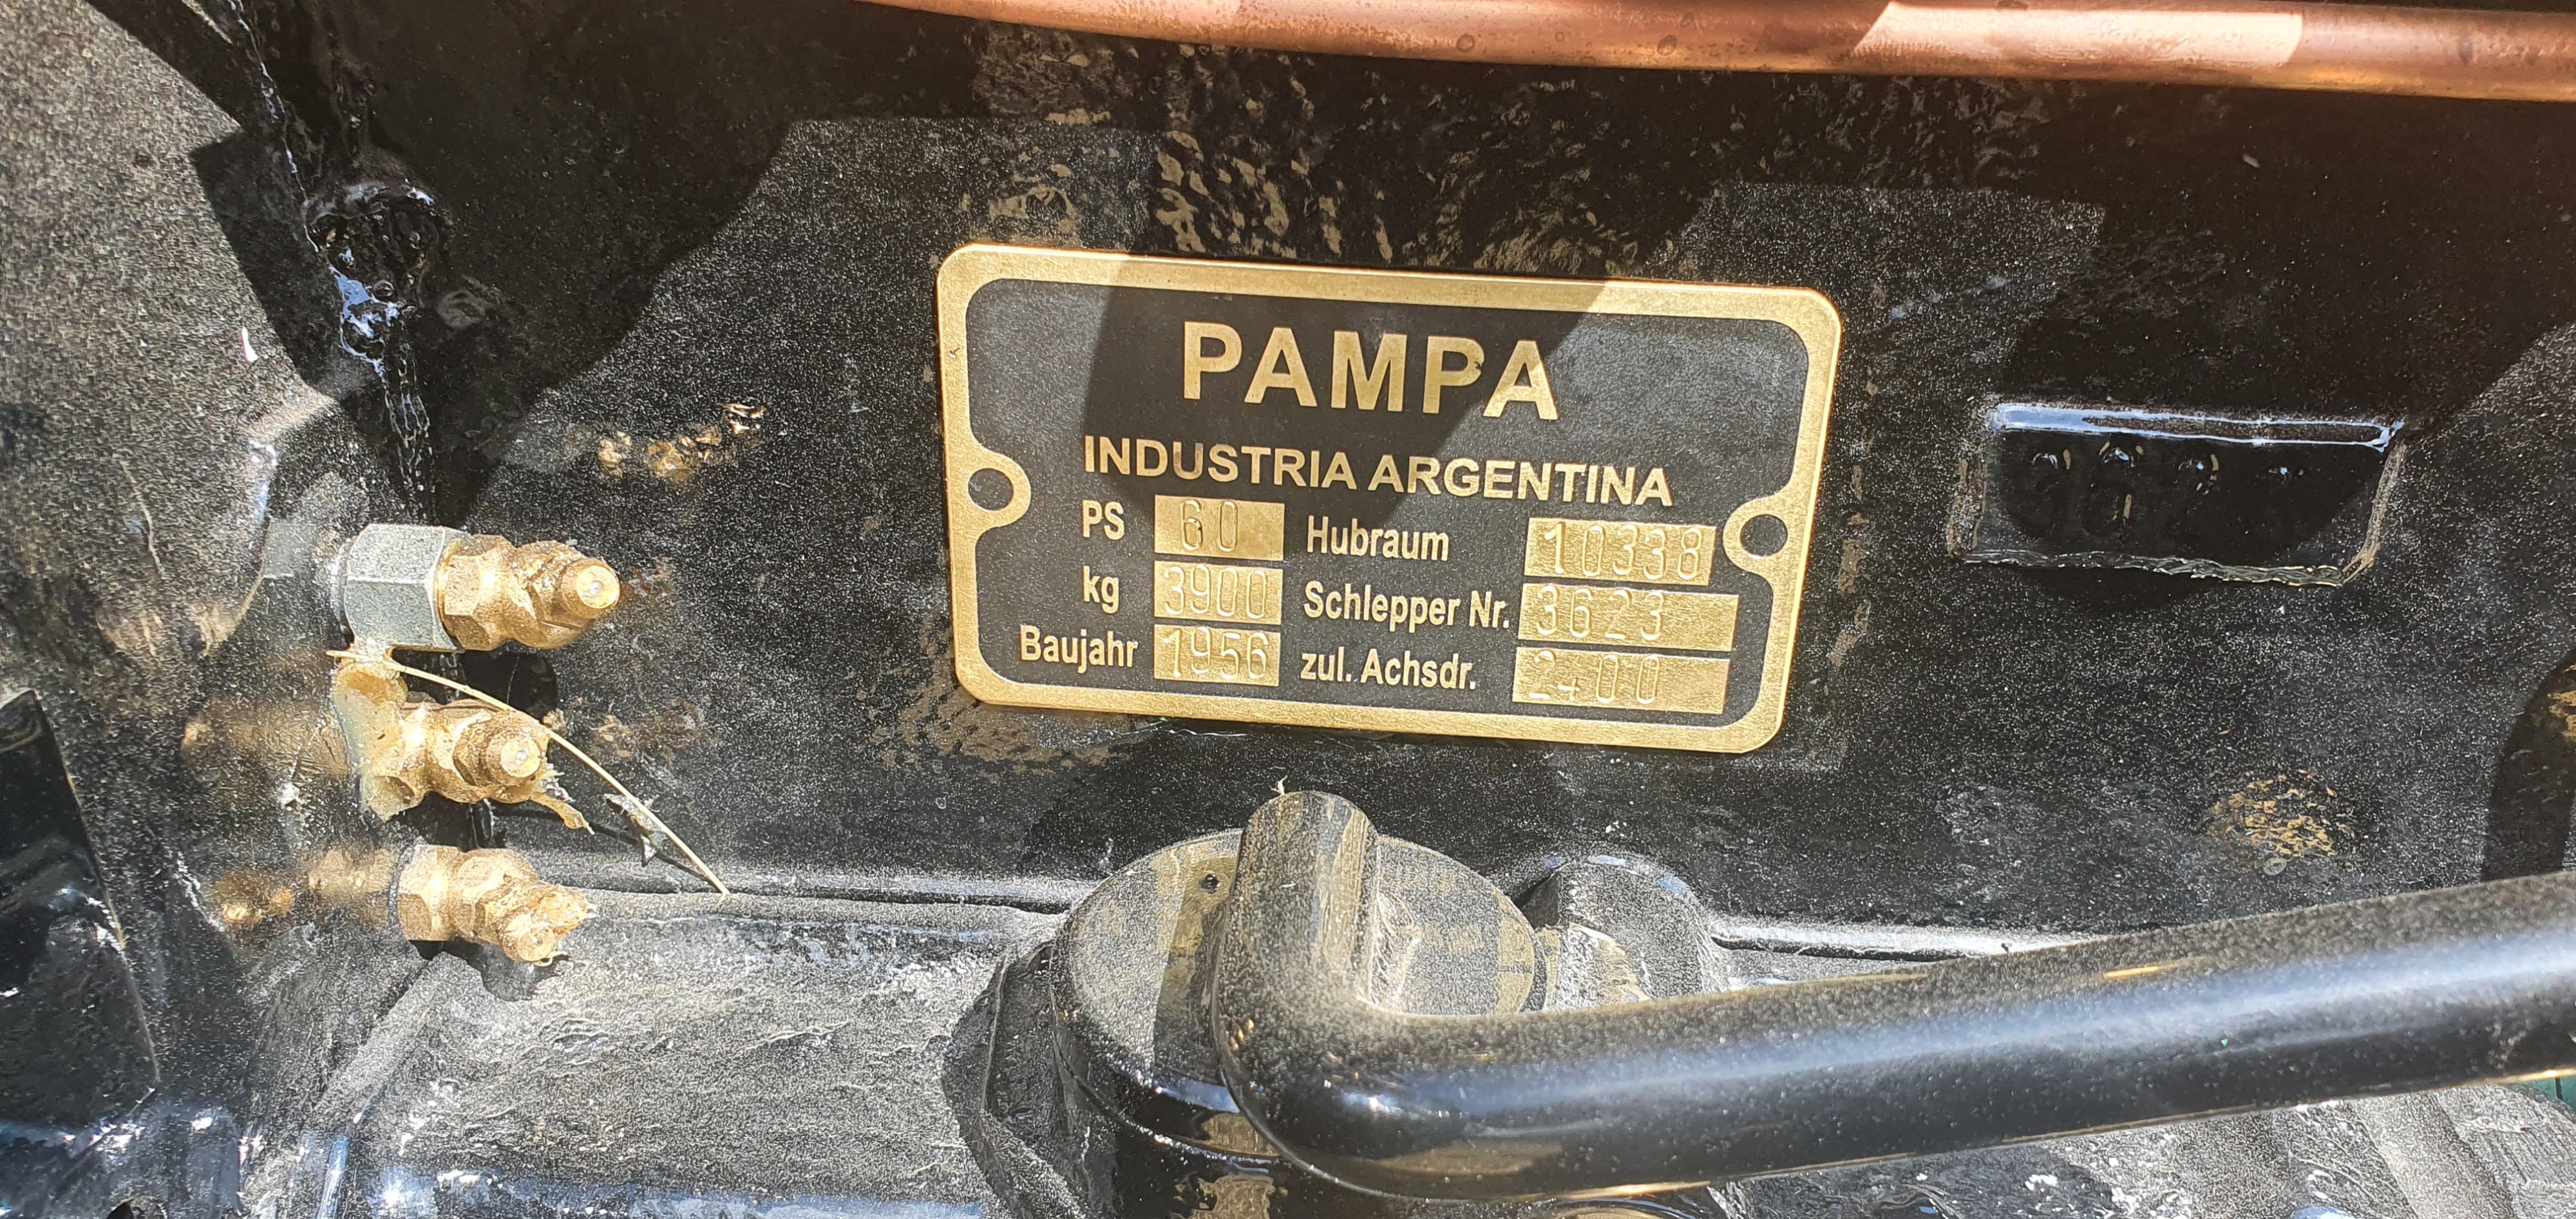 PAMPA
INDUSTRIA ARGENTINA
PS 60 Hubraum 10338
kg 3900 Schlepper Nr. 3623
Baujahr 1956 zul. Achsdr. 2400